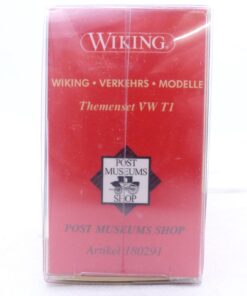 WIKING®
WIKING • VERKEHRS • MODELLE
Themenset VW T1
POST
MUSEUMS
SHOP
POST MUSEUMS SHOP
Artikel 180291